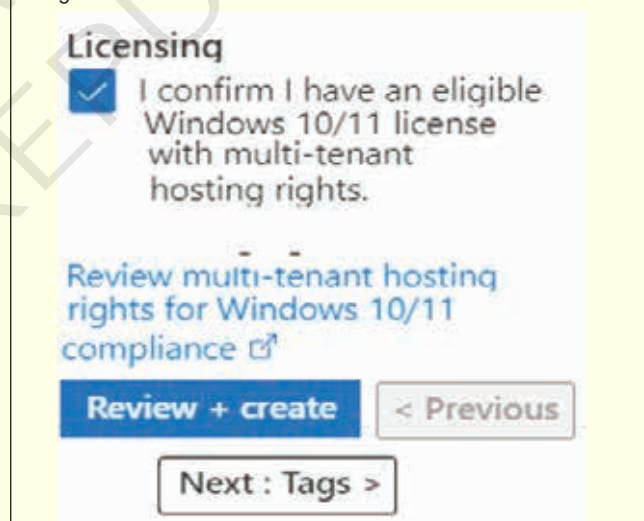 Licensing
I confirm I have an eligible
Windows 10/11 license
with multi-tenant
hosting rights.
Review multi-tenant hosting
rights for Windows 10/11
compliance
Review + create < Previous
Next : Tags >